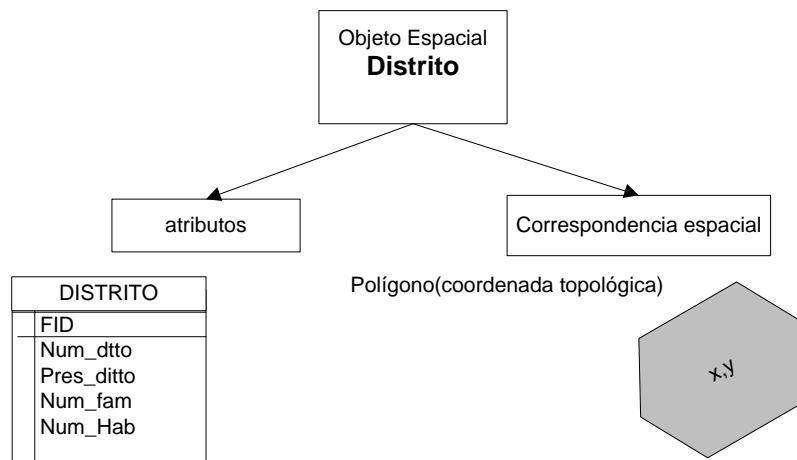 Objeto Espacial
Distrito
atributos
Correspondencia espacial
Polígono(coordenada topológica)
DISTRITO
FID
Num_dtto
Pres_ditto
Num_fam
Num_Hab
x,y